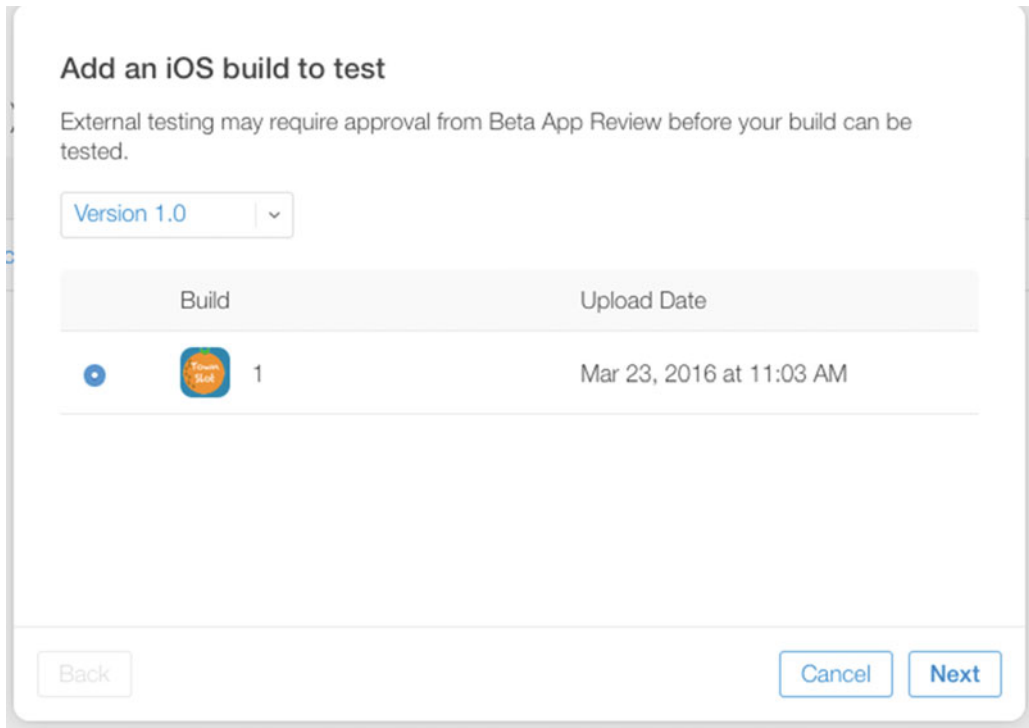 Add an iOS build to test
External testing may require approval from Beta App Review before your build can be
tested.
Version 1.0
Build Upload Date
Town
Slot
1 Mar 23, 2016 at 11:03 AM
Back Cancel Next